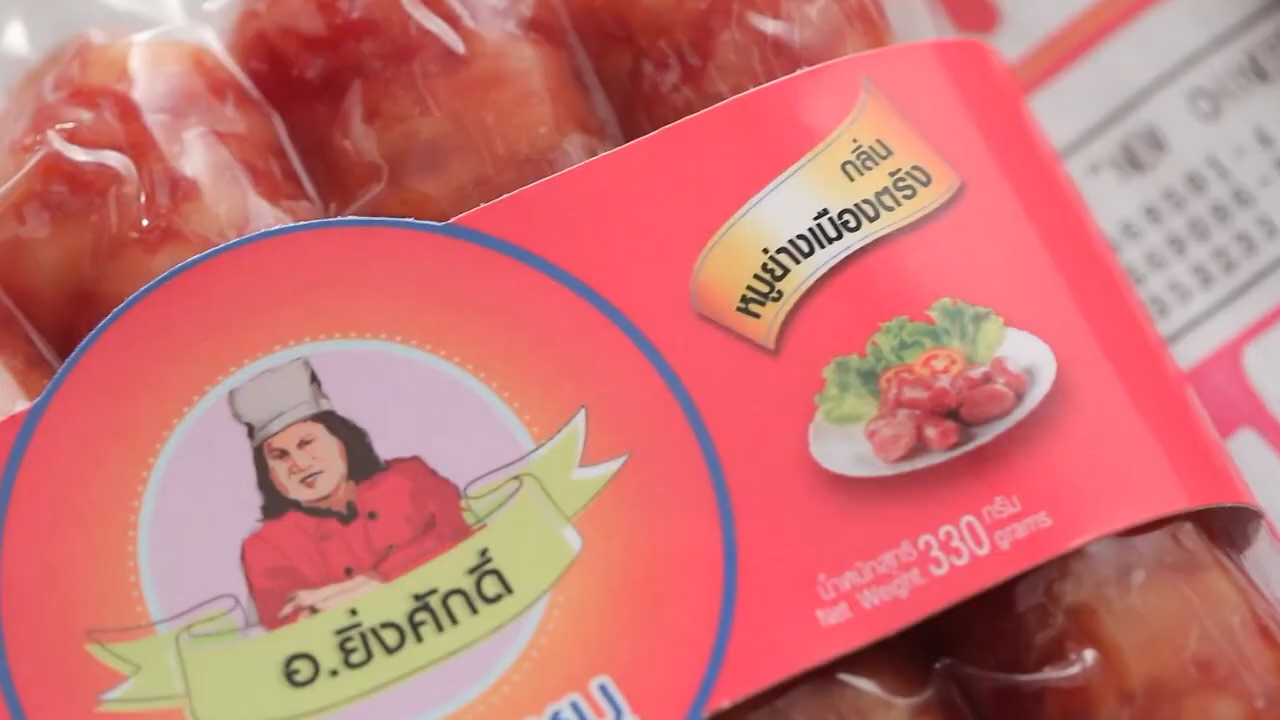 กลิ่น
หมูย่างเมืองตรัง
อ.ยิ่งศักดิ์
น้ำหนักสุทธิ 330 กรัม
Net Weight. grams